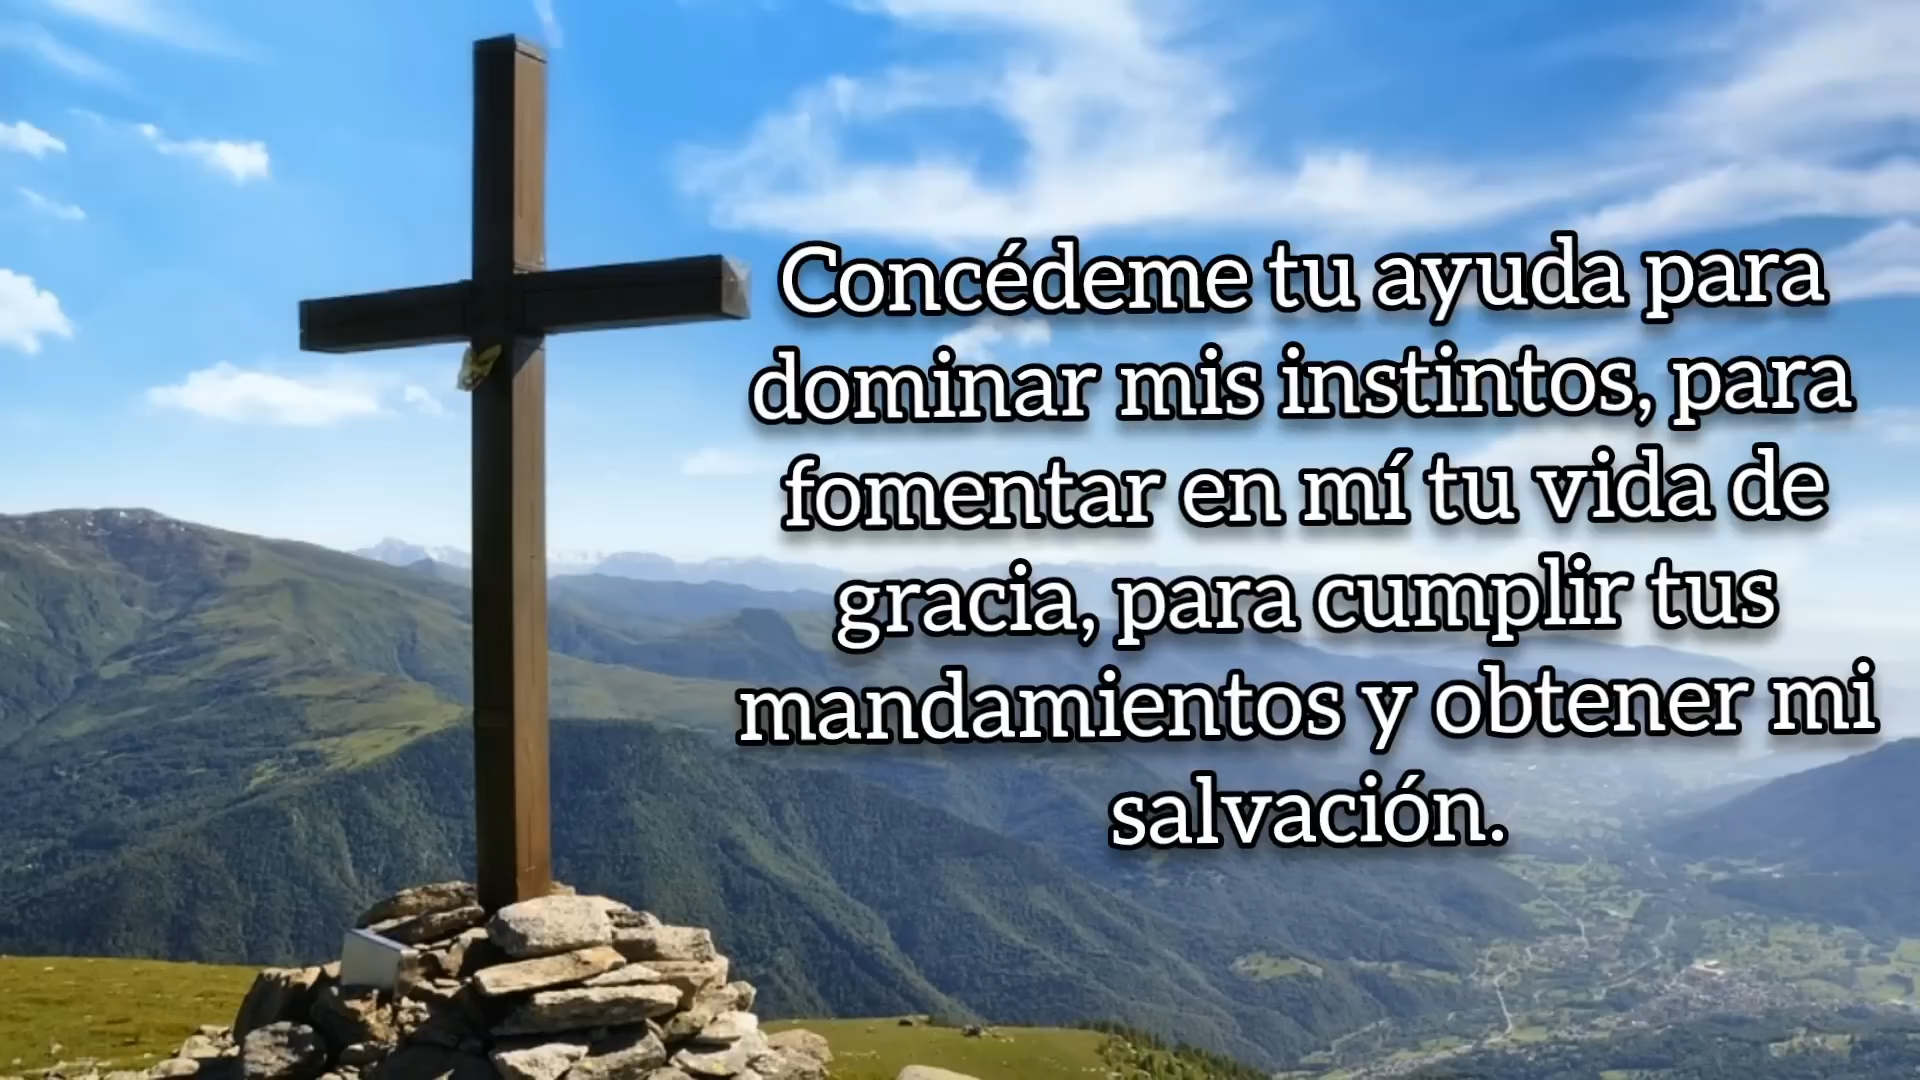 Concédeme tu ayuda para
dominar mis instintos, para
fomentar en mí tu vida de
gracia, para cumplir tus
mandamientos y obtener mi
salvación.